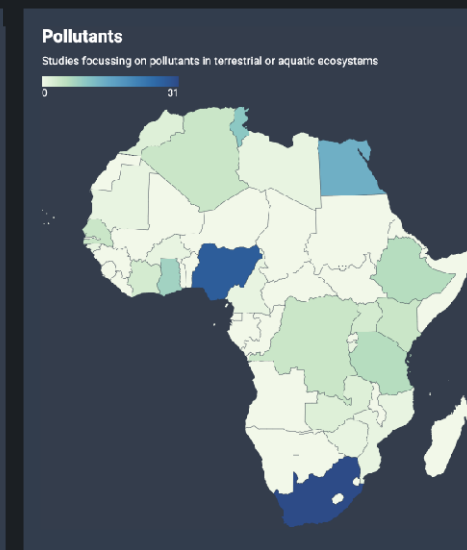 Pollutants
Studies focussing on pollutants in terrestrial or aquatic ecosystems
0 31